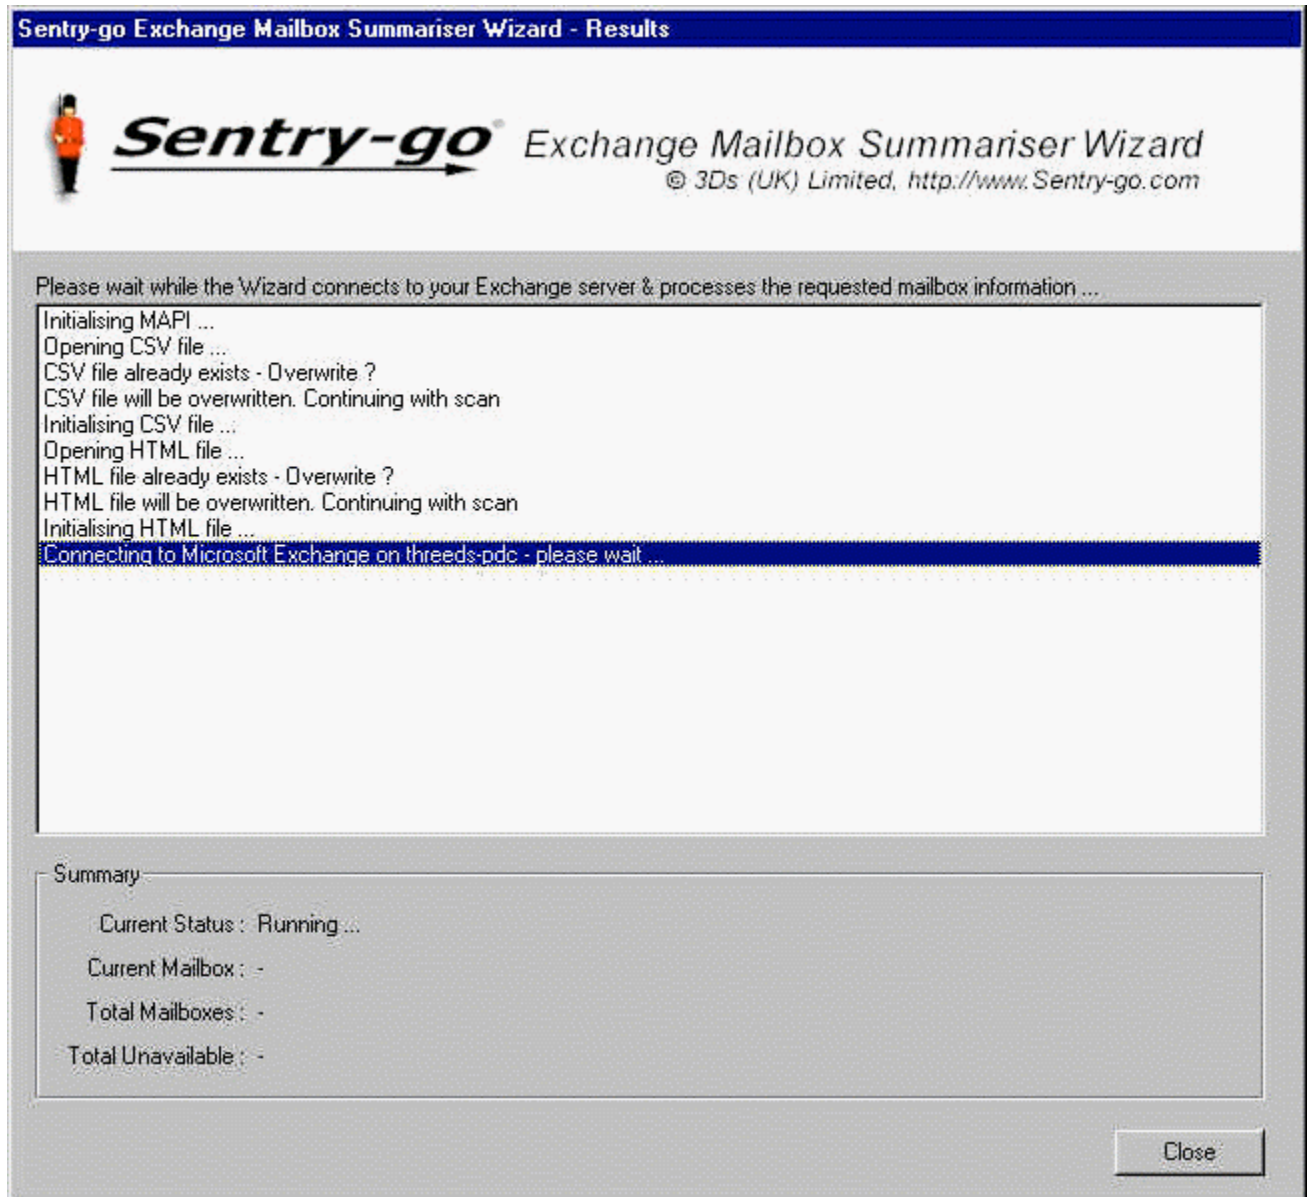 Sentry-go Exchange Mailbox Summariser Wizard - Results
Sentry-go® Exchange Mailbox Summariser Wizard
© 3Ds (UK) Limited, http://www.Sentry-go.com
Please wait while the Wizard connects to your Exchange server & processes the requested mailbox information ...
Initialising MAPI ...
Opening CSV file ...
CSV file already exists - Overwrite ?
CSV file will be overwritten. Continuing with scan
Initialising CSV file ...
Opening HTML file ...
HTML file already exists - Overwrite ?
HTML file will be overwritten. Continuing with scan
Initialising HTML file ...
Connecting to Microsoft Exchange on threeds-pdc - please wait ...
Summary
Current Status : Running ...
Current Mailbox : -
Total Mailboxes : -
Total Unavailable : -
Close